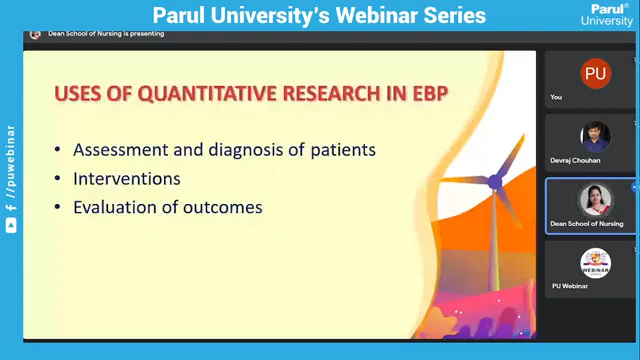 Parul University's Webinar Series
Parul®
University
Dean School of Nursing is presenting
USES OF QUANTITATIVE RESEARCH IN EBP
• Assessment and diagnosis of patients
• Interventions
• Evaluation of outcomes
/puwebinar
PU
You
Devraj Chouhan
Dean School of Nursing
WEBINAR
PU Webinar